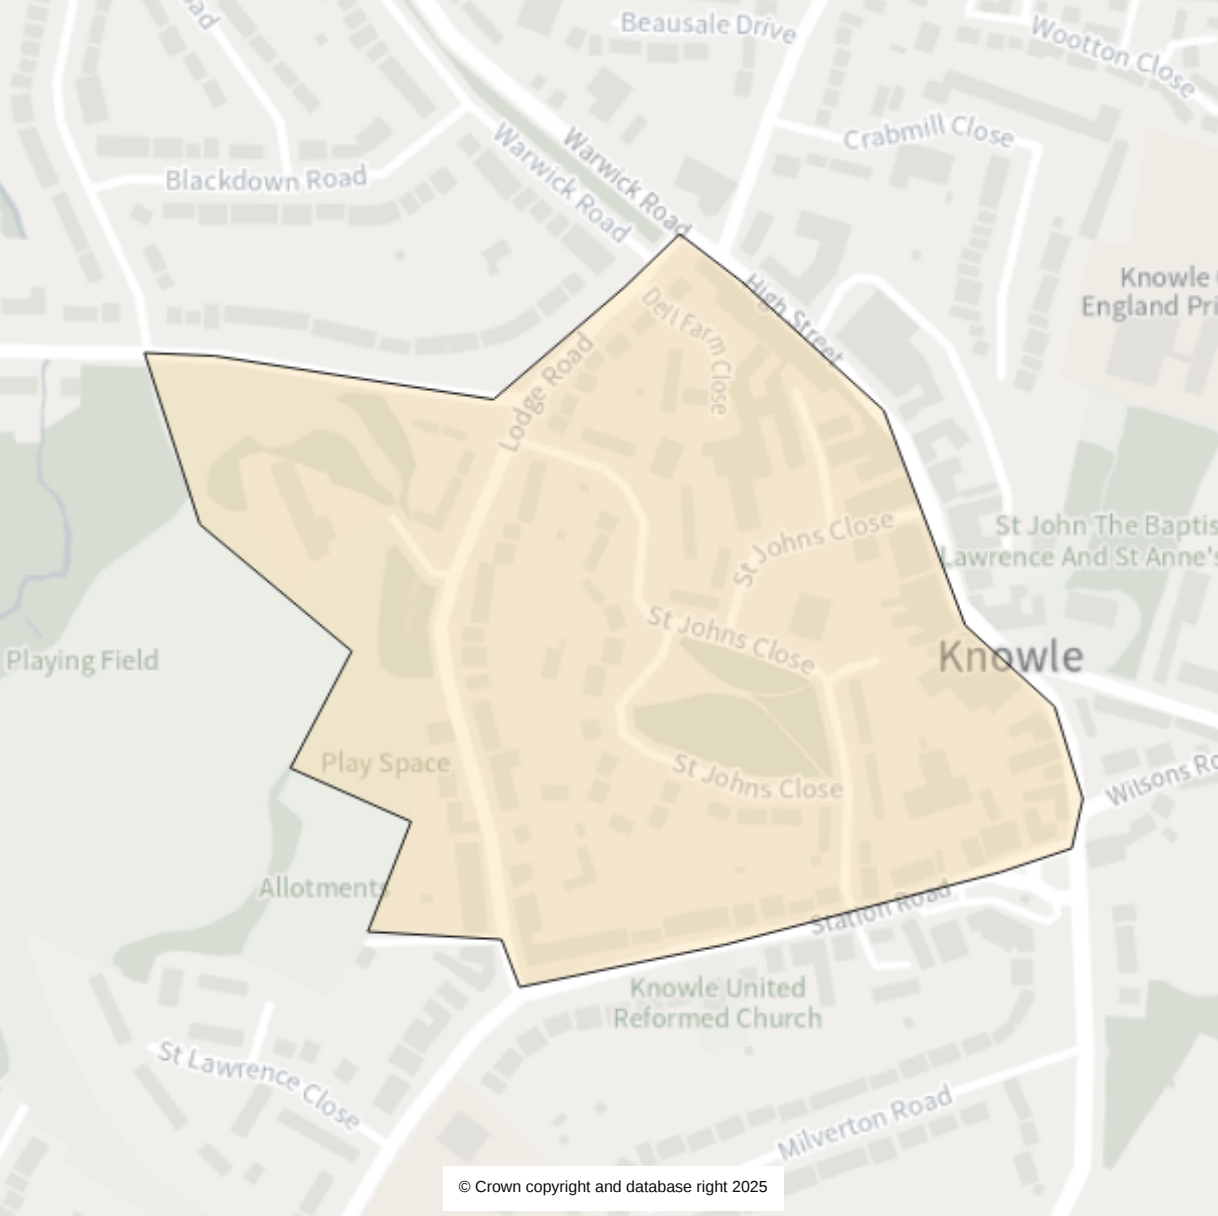 Beausale Drive
Wootton Close
Crabmill Close
Warwick Road
Warwick Road
Blackdown Road
Knowle
England Pri
High Street
Dell Farm Close
Lodge Road
St Johns Close
St John The Baptis
Lawrence And St Anne's
St Johns Close
Knowle
Playing Field
Play Space
St Johns Close
Wilsons Ro
Allotments
Station Road
Knowle United
Reformed Church
St Lawrence Close
Milverton Road
© Crown copyright and database right 2025